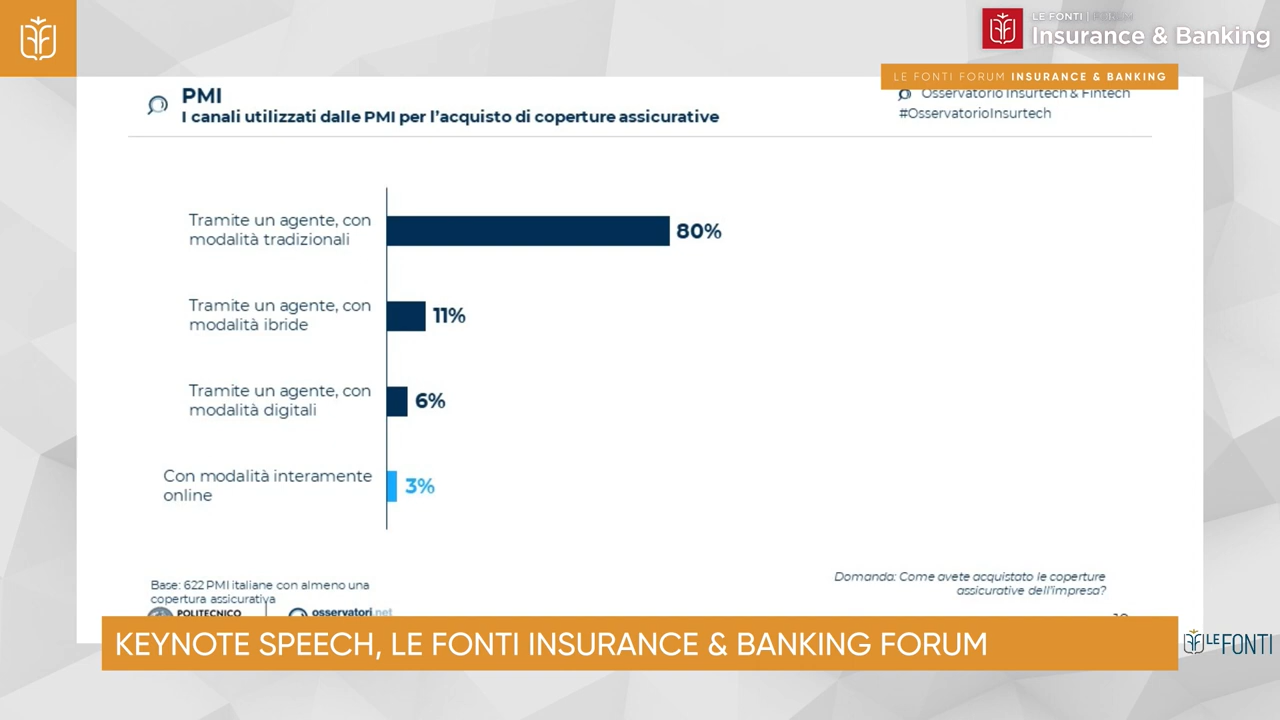 LE FONTI | FORUM
Insurance & Banking
LE FONTI FORUM INSURANCE & BANKING
PMI
I canali utilizzati dalle PMI per l'acquisto di coperture assicurative
Osservatorio Insurtech & Fintech
#OsservatorioInsurtech
Tramite un agente, con
modalità tradizionali
80%
Tramite un agente, con
modalità ibride
11%
Tramite un agente, con
modalità digitali
6%
Con modalità interamente
online
3%
Base: 622 PMI italiane con almeno una
copertura assicurativa
Domanda: Come avete acquistato le coperture
assicurative dell'impresa?
POLITECNICO
osservatori.net
KEYNOTE SPEECH, LE FONTI INSURANCE & BANKING FORUM
LE FONTI